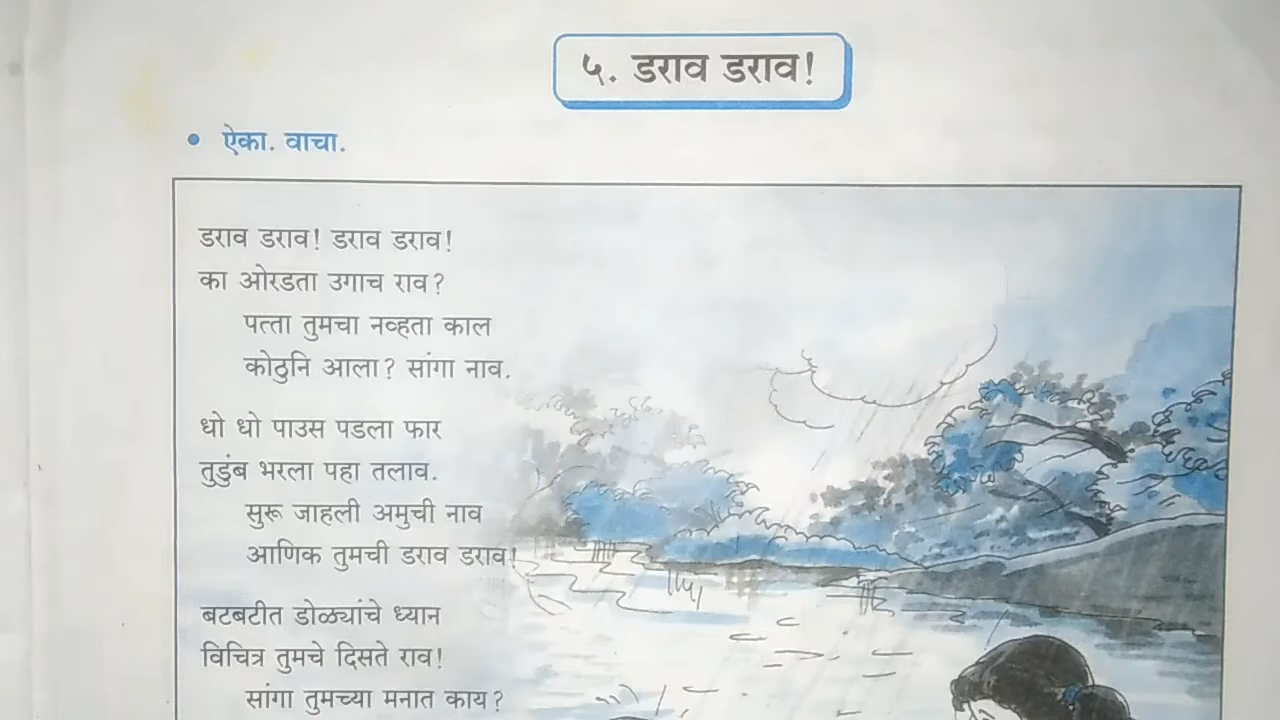 ५. डराव डराव!
• ऐका. वाचा.
डराव डराव! डराव डराव!
का ओरडता उगाच राव?
पत्ता तुमचा नव्हता काल
कोठुनि आला? सांगा नाव.
धो धो पाउस पडला फार
तुडुंब भरला पहा तलाव.
सुरू जाहली अमुची नाव
आणिक तुमची डराव डराव!
बटबटीत डोळ्यांचे ध्यान
विचित्र तुमचे दिसते राव!
सांगा तुमच्या मनात काय?